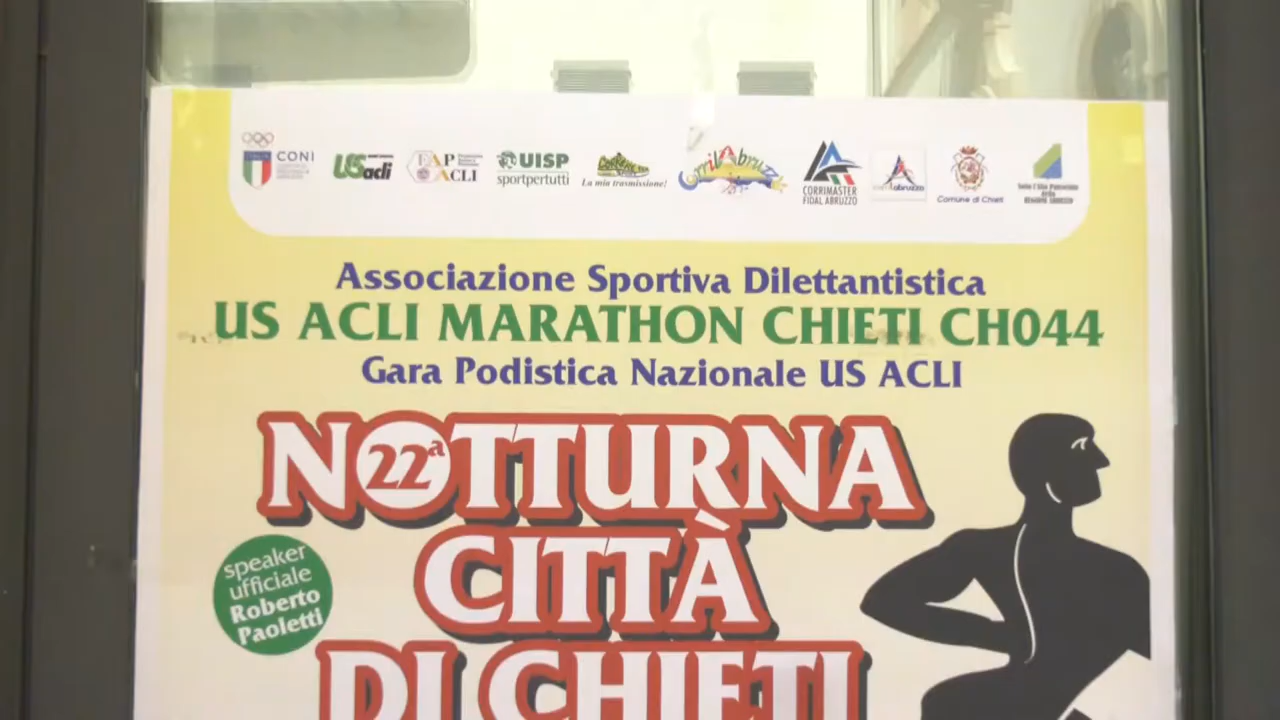 ITALIA
CONI
US acli
FAP ACLI
UISP
sportpertutti
La mia trasmissione!
CorrilAbruzzo
CORRIMASTER
FIDAL ABRUZZO
Comune di Chieti
Associazione Sportiva Dilettantistica
US ACLI MARATHON CHIETI CH044
Gara Podistica Nazionale US ACLI
22ª
NOTTURNA
CITTÀ
DI CHIETI
speaker
ufficiale
Roberto
Paoletti